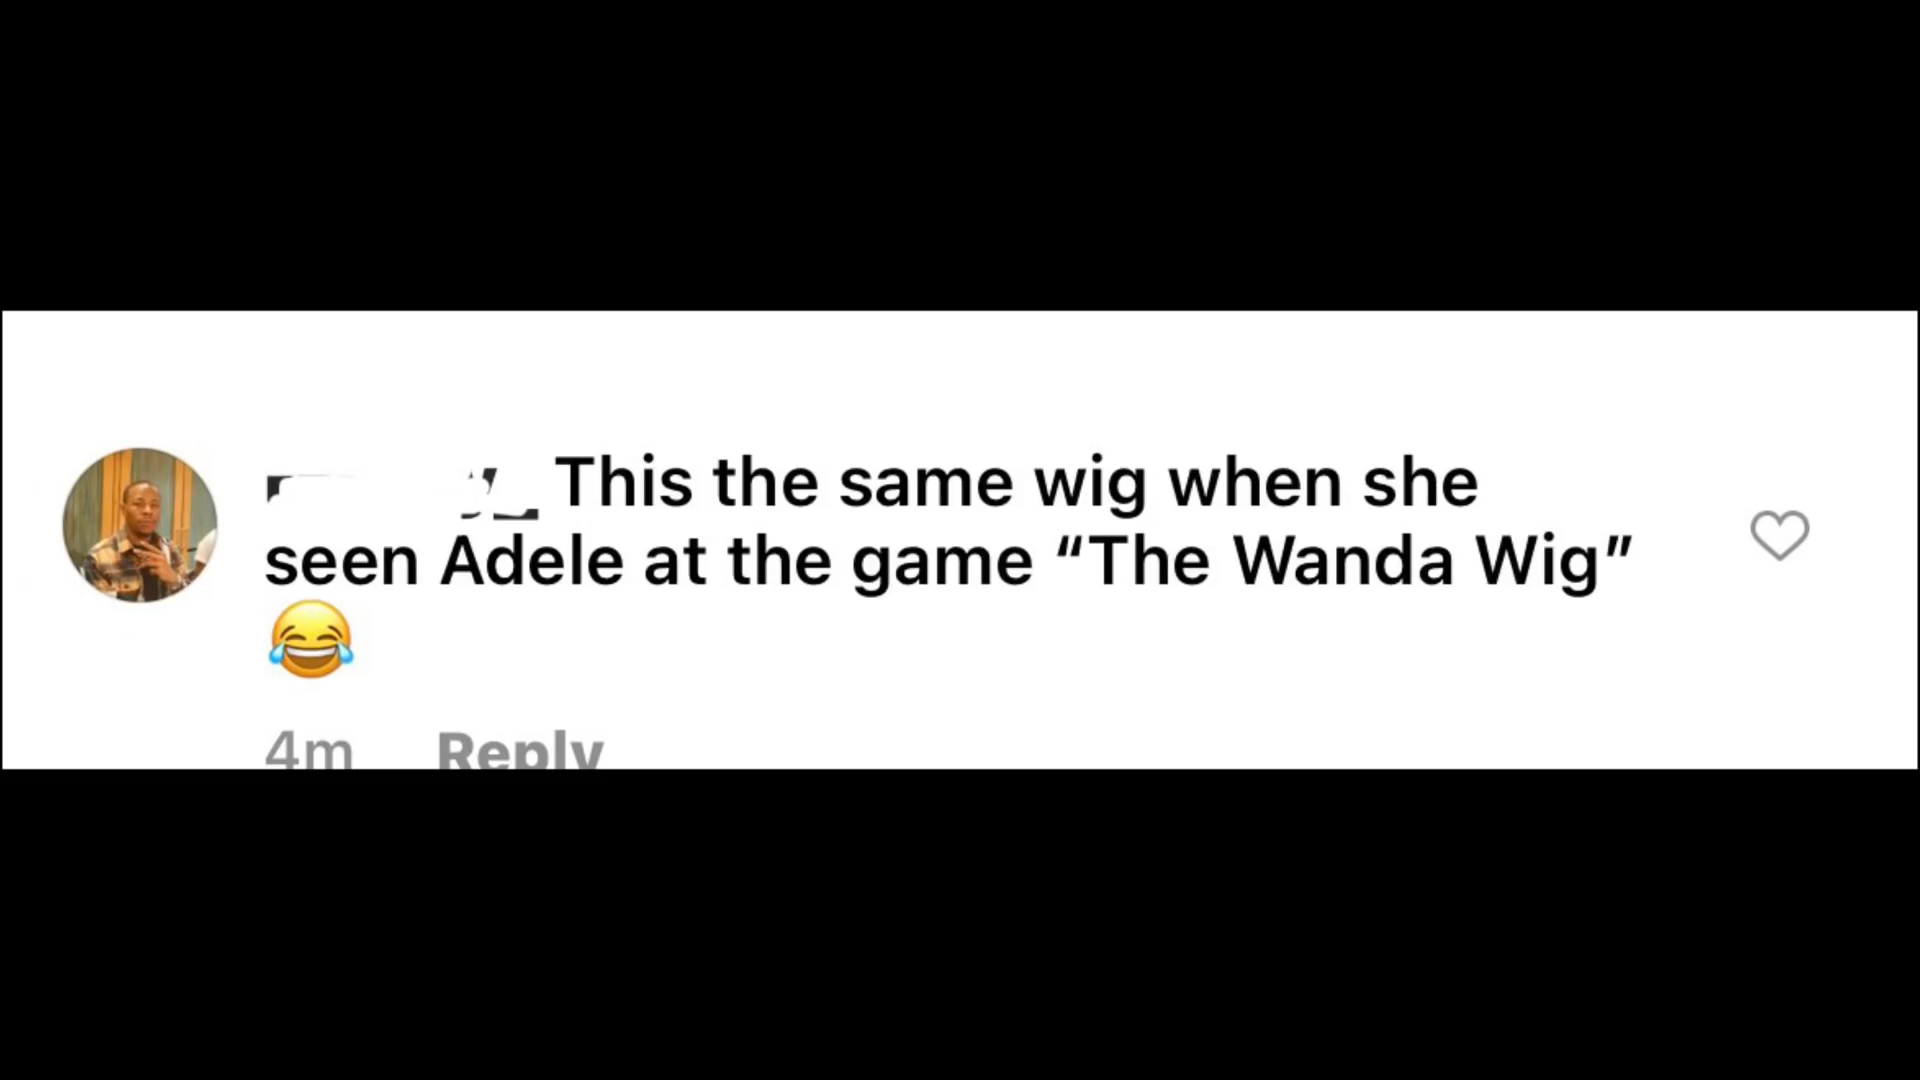 This the same wig when she
seen Adele at the game “The Wanda Wig”
😂
4m Reply